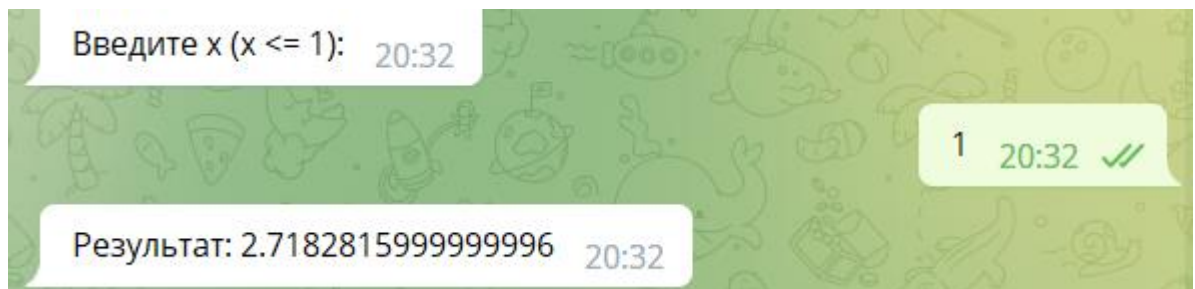 Введите x (x <= 1): 20:32
1 20:32
Результат: 2.7182815999999996 20:32